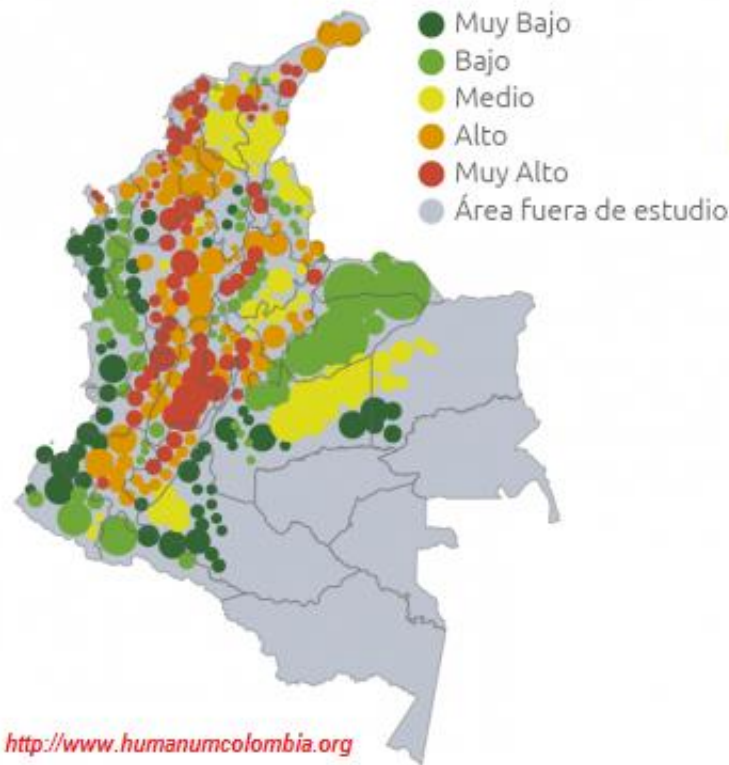 Muy Bajo
Bajo
Medio
Alto
Muy Alto
Área fuera de estudio
http://www.humanumcolombia.org